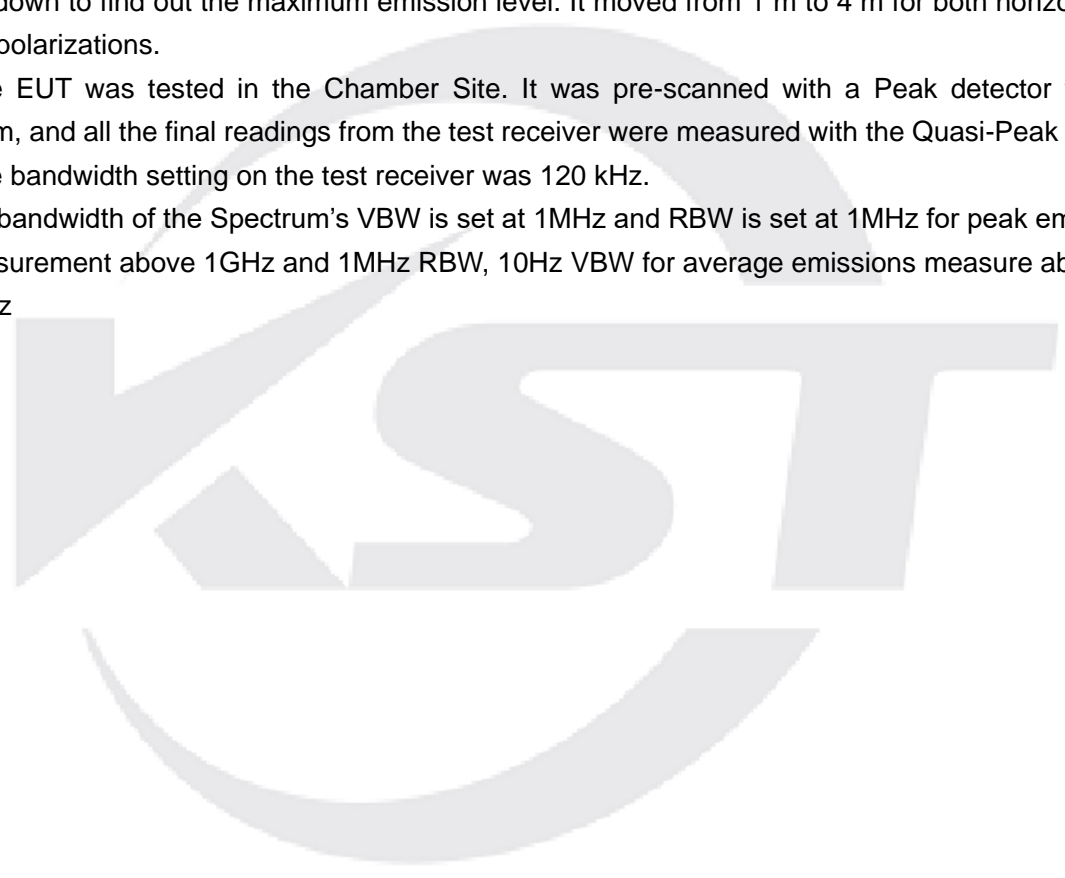 down to find out the maximum emission level. It moved from 1 m to 4 m for both
polarizations.
EUT was tested in the Chamber Site. It was pre-scanned with a Peak detector
and all the final readings from the test receiver were measured with the Quasi-Peak
bandwidth setting on the test receiver was 120 kHz.
bandwidth of the Spectrum's VBW is set at 1MHz and RBW is set at 1MHz for peak
above 1GHz and 1MHz RBW, 10Hz VBW for average emissions measure
KST